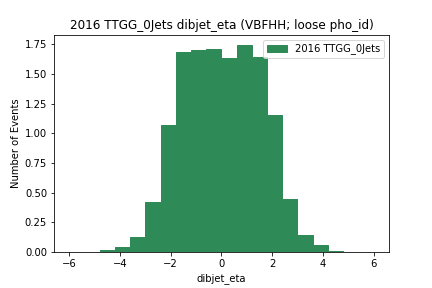 2016 TTGG_0Jets dibjet_eta (VBFHH; loose pho_id)
2016 TTGG_0Jets
Number of Events
1.75
1.50
1.25
1.00
0.75
0.50
0.25
0.00
−6 −4 −2 0 2 4 6
dibjet_eta